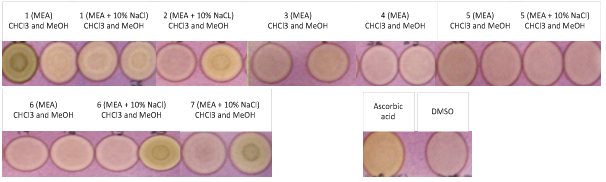 1 (MEA)
CHCl3 and MeOH
1 (MEA + 10% NaCl)
CHCl3 and MeOH
2 (MEA + 10% NaCL)
CHCl3 and MeOH
3 (MEA)
CHCl3 and MeOH
4 (MEA)
CHCl3 and MeOH
5 (MEA)
CHCl3 and MeOH
5 (MEA + 10% NaCl)
CHCl3 and MeOH
6 (MEA)
CHCl3 and MeOH
6 (MEA + 10% NaCl)
CHCl3 and MeOH
7 (MEA + 10% NaCl)
CHCl3 and MeOH
Ascorbic
acid
DMSO